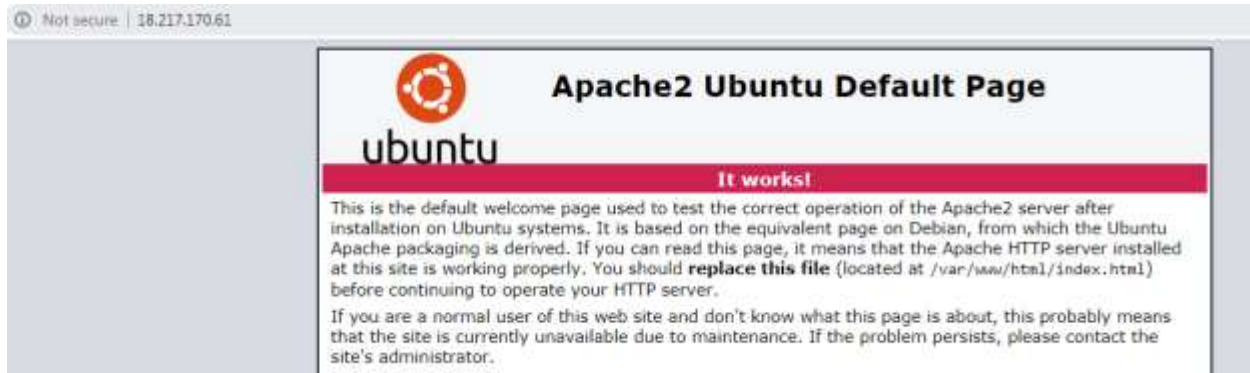 Not secure | 18.217.170.61
Apache2 Ubuntu Default Page
ubuntu
It works!
This is the default welcome page used to test the correct operation of the Apache2 server after
installation on Ubuntu systems. It is based on the equivalent page on Debian, from which the Ubuntu
Apache packaging is derived. If you can read this page, it means that the Apache HTTP server installed
at this site is working properly. You should replace this file (located at /var/www/html/index.html)
before continuing to operate your HTTP server.
If you are a normal user of this web site and don't know what this page is about, this probably means
that the site is currently unavailable due to maintenance. If the problem persists, please contact the
site's administrator.